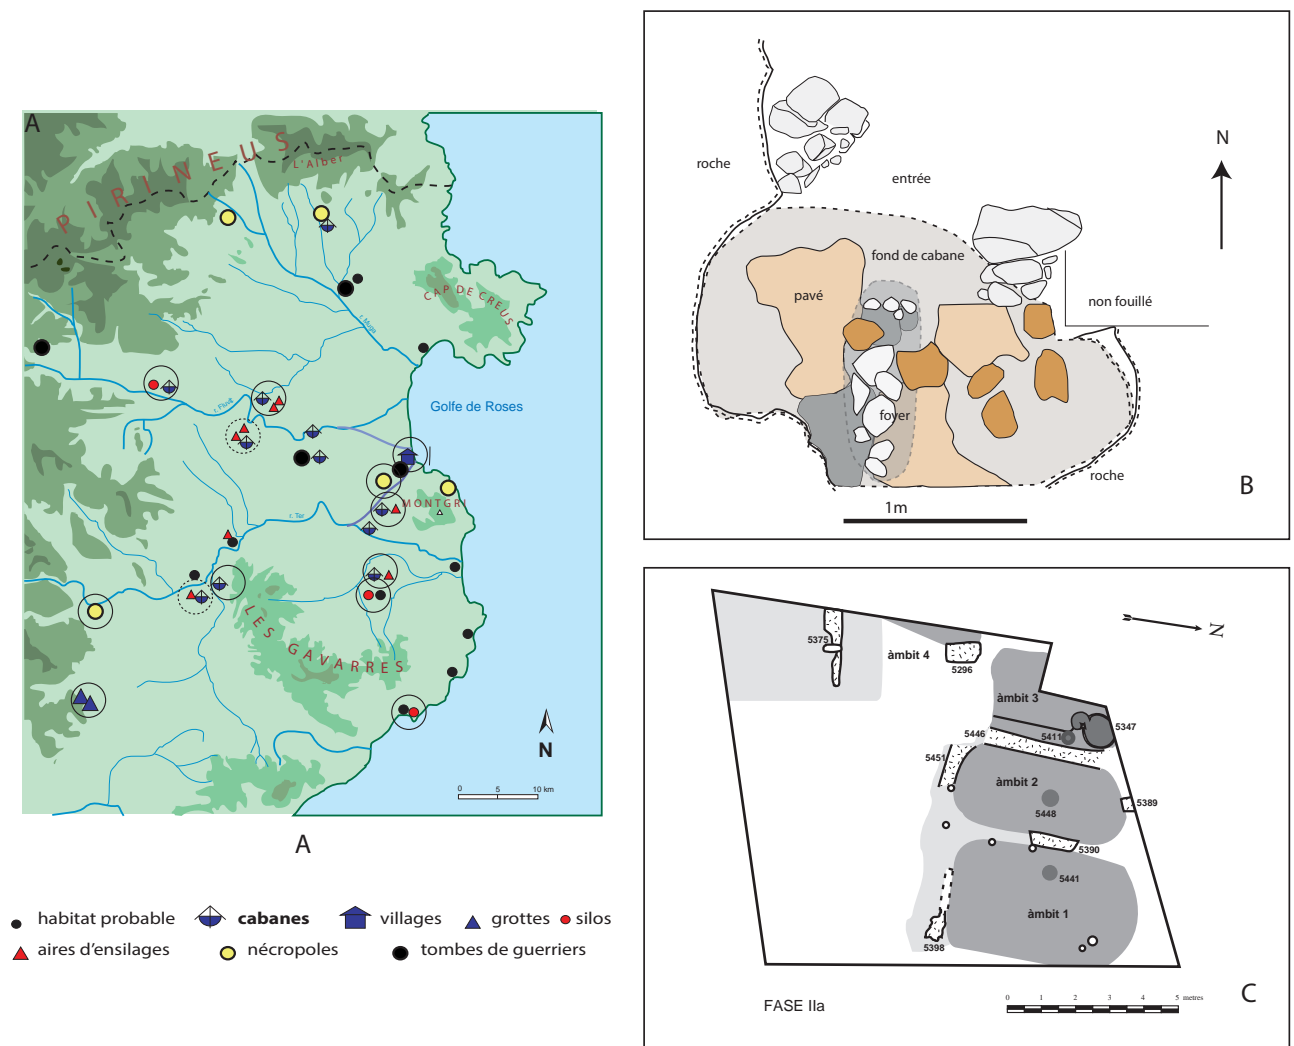 A
PIRINEUS
L'Alber
CAP DE CREUS
r. Muga
r. Fluvià
Golfe de Roses
MONTGRI
r. Ter
LES GAVARRES
N
0 5 10 km
A
habitat probable
cabanes
villages
grottes
silos
aires d'ensilages
nécropoles
tombes de guerriers
roche
entrée
N
fond de cabane
pavé
non fouillé
foyer
roche
B
1m
N
5375
àmbit 4
5296
àmbit 3
5347
5446
5411
5451
àmbit 2
5389
5448
5390
5441
àmbit 1
5398
FASE IIa
0 1 2 3 4 5 metres
C